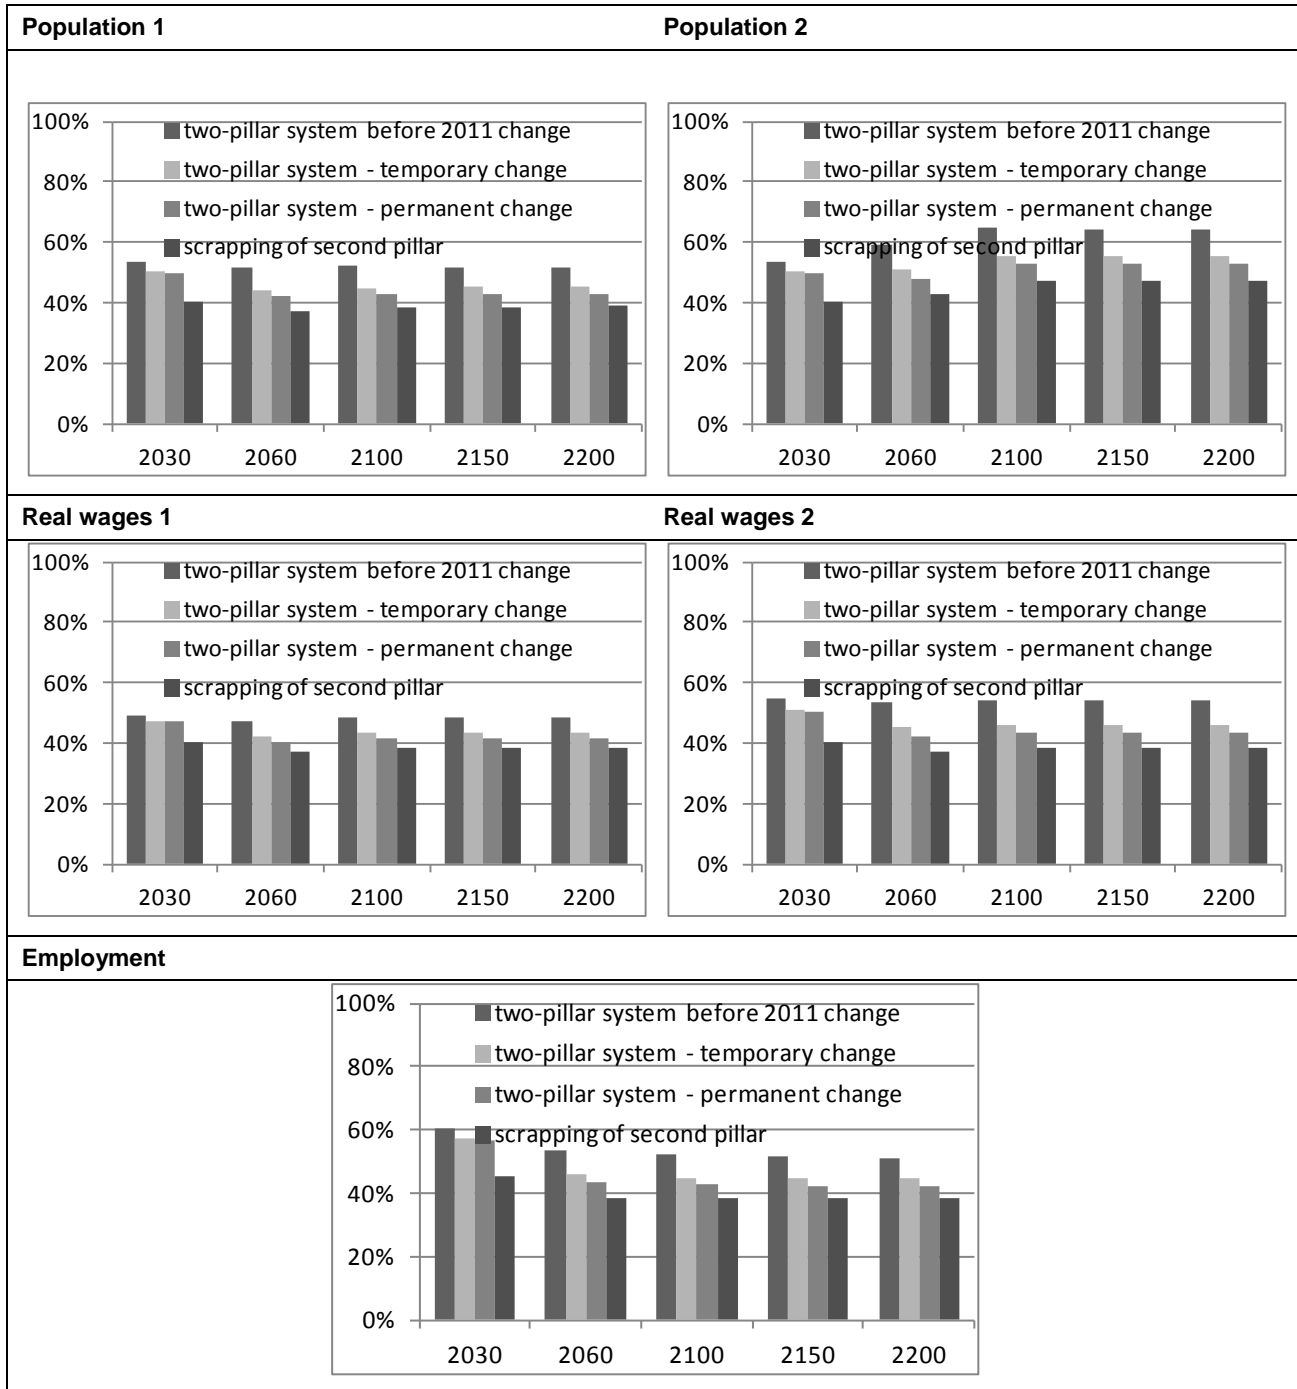 Population 1
Population 2
100%
80%
60%
40%
20%
0%
two-pillar system before 2011 change
two-pillar system - temporary change
two-pillar system - permanent change
scrapping of second pillar
2030 2060 2100 2150 2200
100%
80%
60%
40%
20%
0%
two-pillar system before 2011 change
two-pillar system - temporary change
two-pillar system - permanent change
scrapping of second pillar
2030 2060 2100 2150 2200
Real wages 1
Real wages 2
100%
80%
60%
40%
20%
0%
two-pillar system before 2011 change
two-pillar system - temporary change
two-pillar system - permanent change
scrapping of second pillar
2030 2060 2100 2150 2200
100%
80%
60%
40%
20%
0%
two-pillar system before 2011 change
two-pillar system - temporary change
two-pillar system - permanent change
scrapping of second pillar
2030 2060 2100 2150 2200
Employment
100%
80%
60%
40%
20%
0%
two-pillar system before 2011 change
two-pillar system - temporary change
two-pillar system - permanent change
scrapping of second pillar
2030 2060 2100 2150 2200